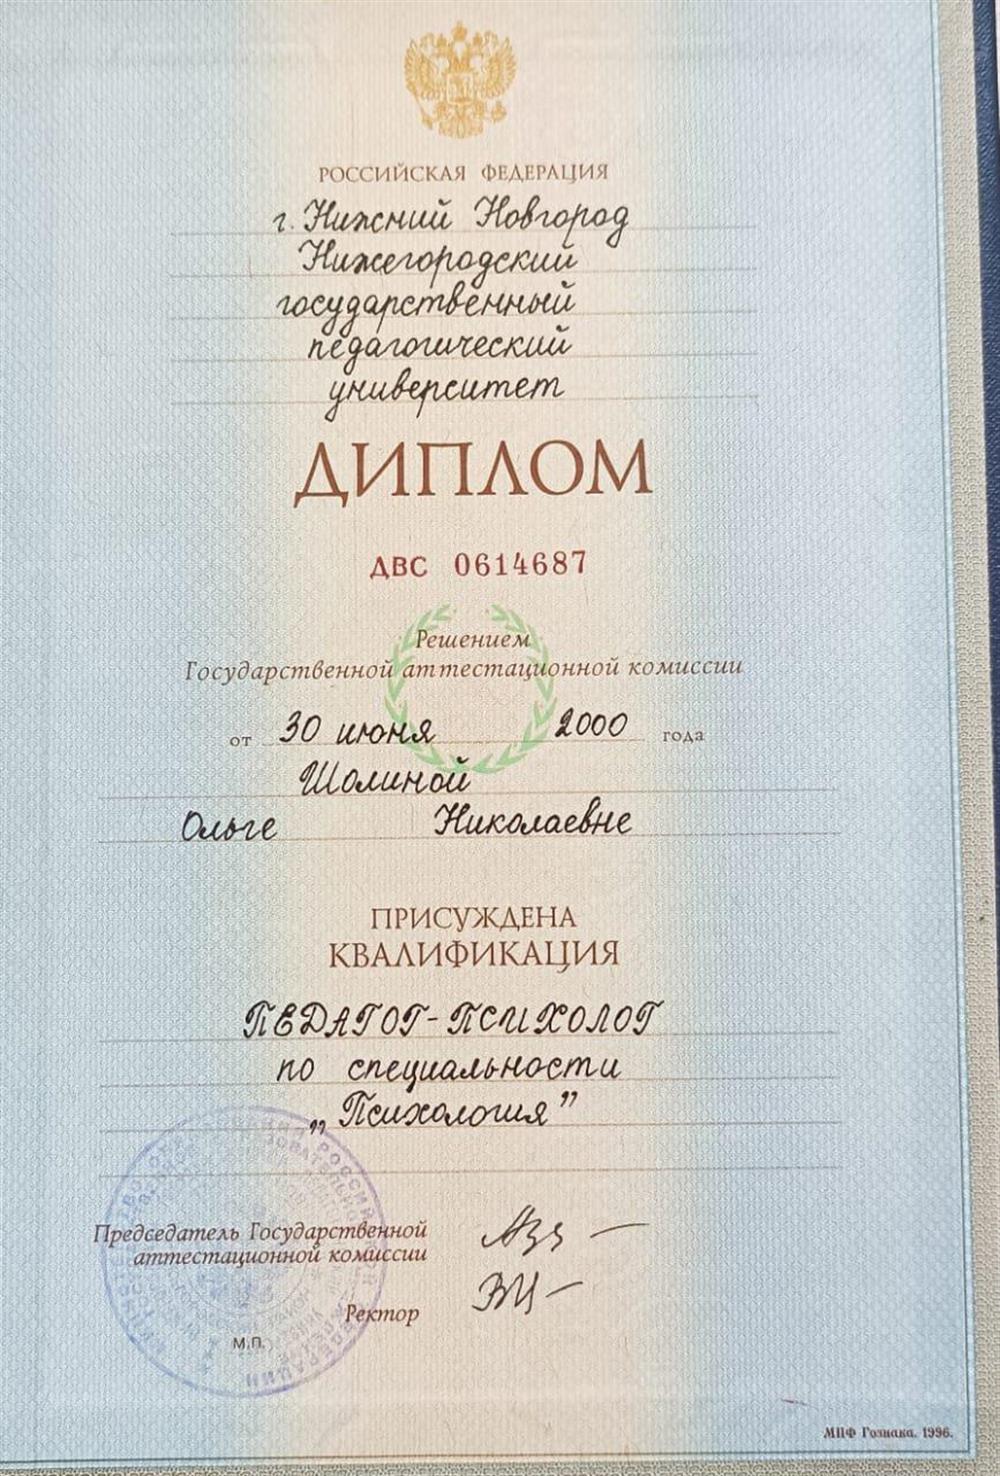 РОССИЙСКАЯ ФЕДЕРАЦИЯ
г. Нижний Новгород
Нижегородский
государственный
педагогический
университет
ДИПЛОМ
ДВС 0614687
Решением
Государственной аттестационной комиссии
от 30 июня 2000 года
Шолиной
Ольге Николаевне
ПРИСУЖДЕНА
КВАЛИФИКАЦИЯ
ПЕДАГОГ-ПСИХОЛОГ
по специальности
„Психология”
Председатель Государственной
аттестационной комиссии
Ректор
М.П.
МПФ Гознака. 1996.